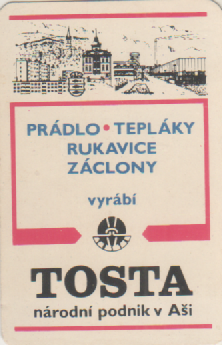 PRÁDLO • TEPLÁKY
RUKAVICE
ZÁCLONY
vyrábí
TOSTA
národní podnik v Aši